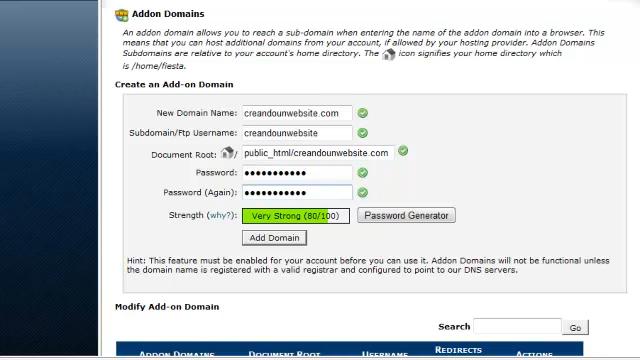 Addon Domains
An addon domain allows you to reach a sub-domain when entering the name of the addon domain into a browser. This
means that you can host additional domains from your account, if allowed by your hosting provider. Addon Domains
Subdomains are relative to your account's home directory. The icon signifies your home directory which
is /home/fiesta.
Create an Add-on Domain
New Domain Name: creandounwebsite.com
Subdomain/Ftp Username: creandounwebsite
Document Root: / public_html/creandounwebsite.com
Password: •••••••••••
Password (Again): •••••••••••
Strength (why?): Very Strong (80/100) Password Generator
Add Domain
Hint: This feature must be enabled for your account before you can use it. Addon Domains will not be functional unless
the domain name is registered with a valid registrar and configured to point to our DNS servers.
Modify Add-on Domain
Search Go
ADDON DOMAINS DOCUMENT ROOT USERNAME REDIRECTS ACTIONS